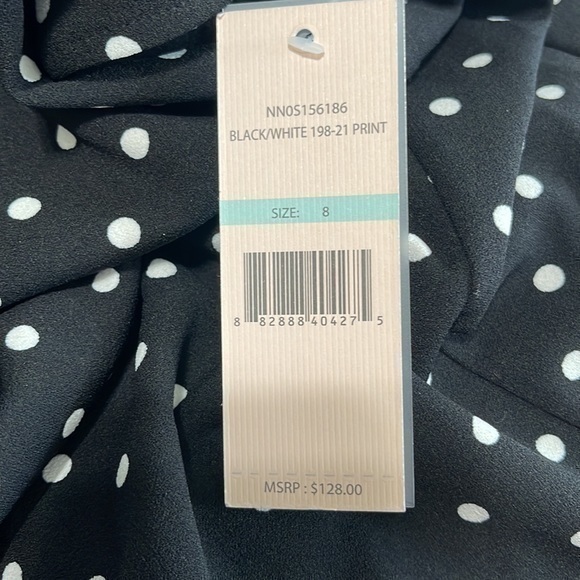 NN0S156186
BLACK/WHITE 198-21 PRINT
SIZE: 8
8 82888 40427 5
MSRP : $128.00